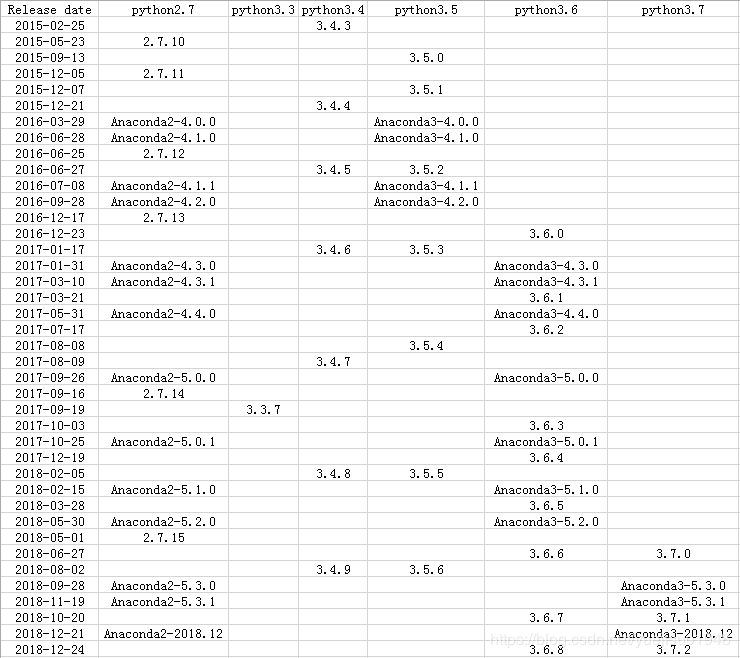 Release date python2.7 python3.3 python3.4 python3.5 python3.6 python3.7
2015-02-25 3.4.3
2015-05-23 2.7.10
2015-09-13 3.5.0
2015-12-05 2.7.11
2015-12-07 3.5.1
2015-12-21 3.4.4
2016-03-29 Anaconda2-4.0.0 Anaconda3-4.0.0
2016-06-28 Anaconda2-4.1.0 Anaconda3-4.1.0
2016-06-25 2.7.12
2016-06-27 3.4.5 3.5.2
2016-07-08 Anaconda2-4.1.1 Anaconda3-4.1.1
2016-09-28 Anaconda2-4.2.0 Anaconda3-4.2.0
2016-12-17 2.7.13
2016-12-23 3.6.0
2017-01-17 3.4.6 3.5.3
2017-01-31 Anaconda2-4.3.0 Anaconda3-4.3.0
2017-03-10 Anaconda2-4.3.1 Anaconda3-4.3.1
2017-03-21 3.6.1
2017-05-31 Anaconda2-4.4.0 Anaconda3-4.4.0
2017-07-17 3.6.2
2017-08-08 3.5.4
2017-08-09 3.4.7
2017-09-26 Anaconda2-5.0.0 Anaconda3-5.0.0
2017-09-16 2.7.14
2017-09-19 3.3.7
2017-10-03 3.6.3
2017-10-25 Anaconda2-5.0.1 Anaconda3-5.0.1
2017-12-19 3.6.4
2018-02-05 3.4.8 3.5.5
2018-02-15 Anaconda2-5.1.0 Anaconda3-5.1.0
2018-03-28 3.6.5
2018-05-30 Anaconda2-5.2.0 Anaconda3-5.2.0
2018-05-01 2.7.15
2018-06-27 3.6.6 3.7.0
2018-08-02 3.4.9 3.5.6
2018-09-28 Anaconda2-5.3.0 Anaconda3-5.3.0
2018-11-19 Anaconda2-5.3.1 Anaconda3-5.3.1
2018-10-20 3.6.7 3.7.1
2018-12-21 Anaconda2-2018.12 Anaconda3-2018.12
2018-12-24 3.6.8 3.7.2